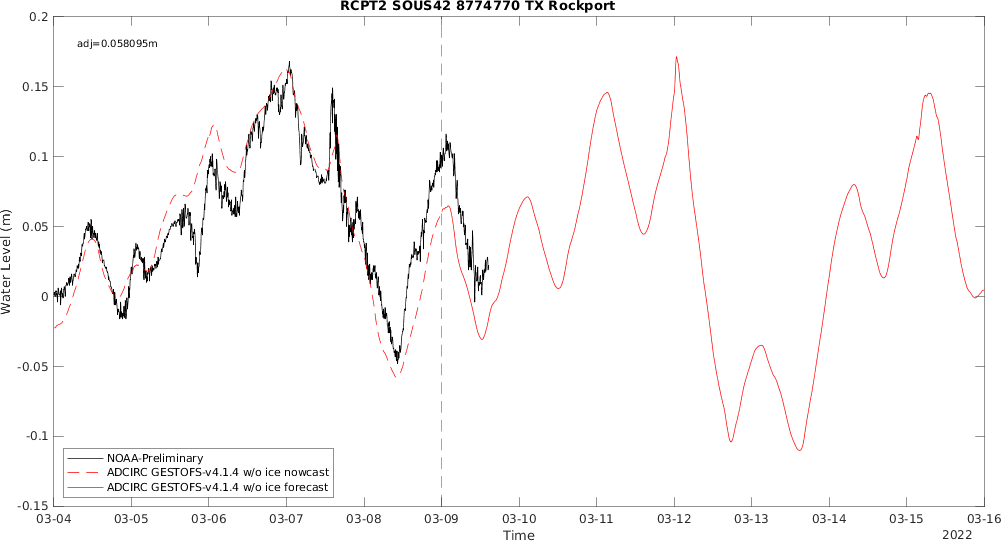 RCPT2 SOUS42 8774770 TX Rockport
adj=0.058095m
Water Level (m)
0.2
0.15
0.1
0.05
0
-0.05
-0.1
-0.15
NOAA-Preliminary
ADCIRC GESTOFS-v4.1.4 w/o ice nowcast
ADCIRC GESTOFS-v4.1.4 w/o ice forecast
03-04 03-05 03-06 03-07 03-08 03-09 03-10 03-11 03-12 03-13 03-14 03-15 03-16
Time
2022